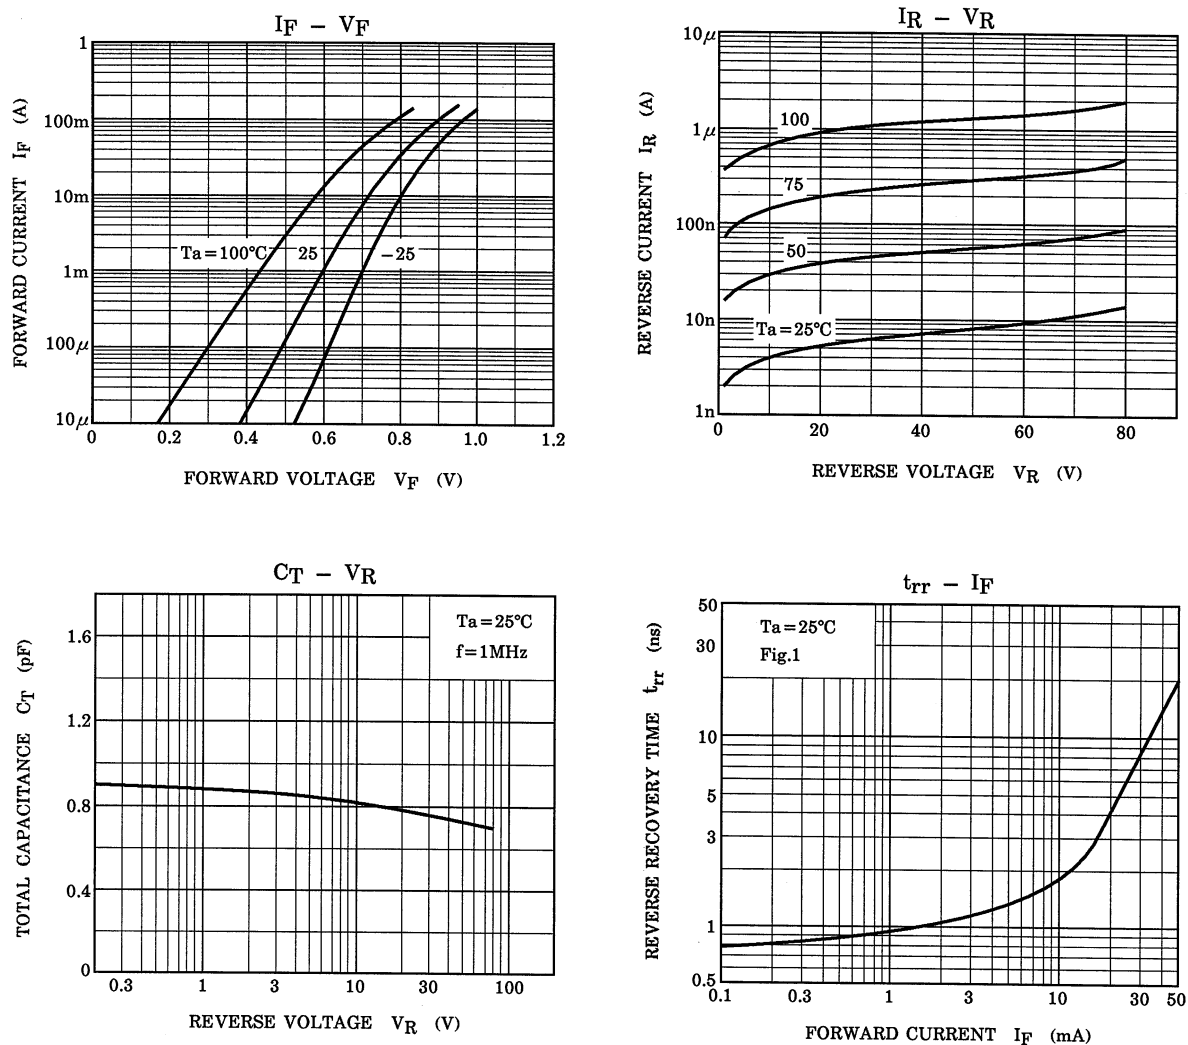 IF – VF
FORWARD CURRENT IF (A)
1
100m
10m
1m
100μ
10μ
Ta=100°C
25
−25
0
0.2
0.4
0.6
0.8
1.0
1.2
FORWARD VOLTAGE VF (V)
IR – VR
REVERSE CURRENT IR (A)
10μ
1μ
100n
10n
1n
100
75
50
Ta=25°C
0
20
40
60
80
REVERSE VOLTAGE VR (V)
CT – VR
TOTAL CAPACITANCE CT (pF)
1.6
1.2
0.8
0.4
0
Ta=25°C
f=1MHz
0.3
1
3
10
30
100
REVERSE VOLTAGE VR (V)
trr – IF
REVERSE RECOVERY TIME trr (ns)
50
30
10
5
3
1
0.5
Ta=25°C
Fig.1
0.1
0.3
1
3
10
30
50
FORWARD CURRENT IF (mA)